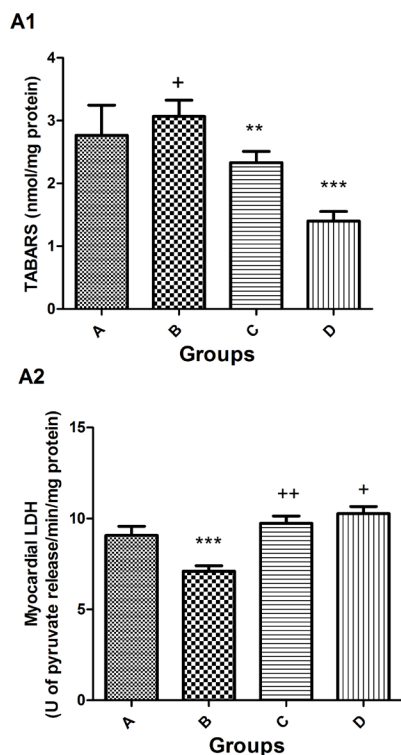 A1
TABARS (nmol/mg protein)
4
3
2
1
0
+
**
***
A
B
C
D
Groups
A2
Myocardial LDH
(U of pyruvate release/min/mg protein)
15
10
5
0
***
++
+
A
B
C
D
Groups